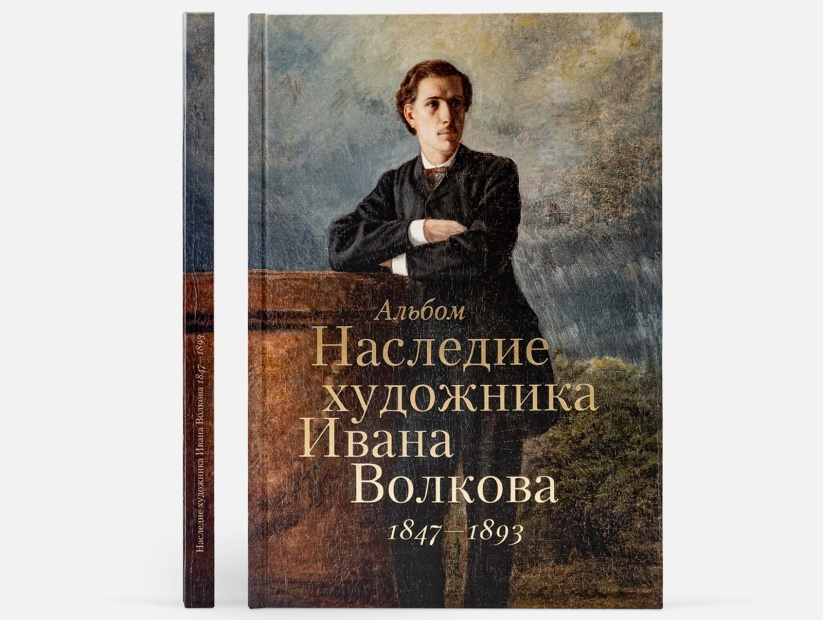 Наследие художника Ивана Волкова 1847—1893
Альбом
Наследие
художника
Ивана
Волкова
1847—1893